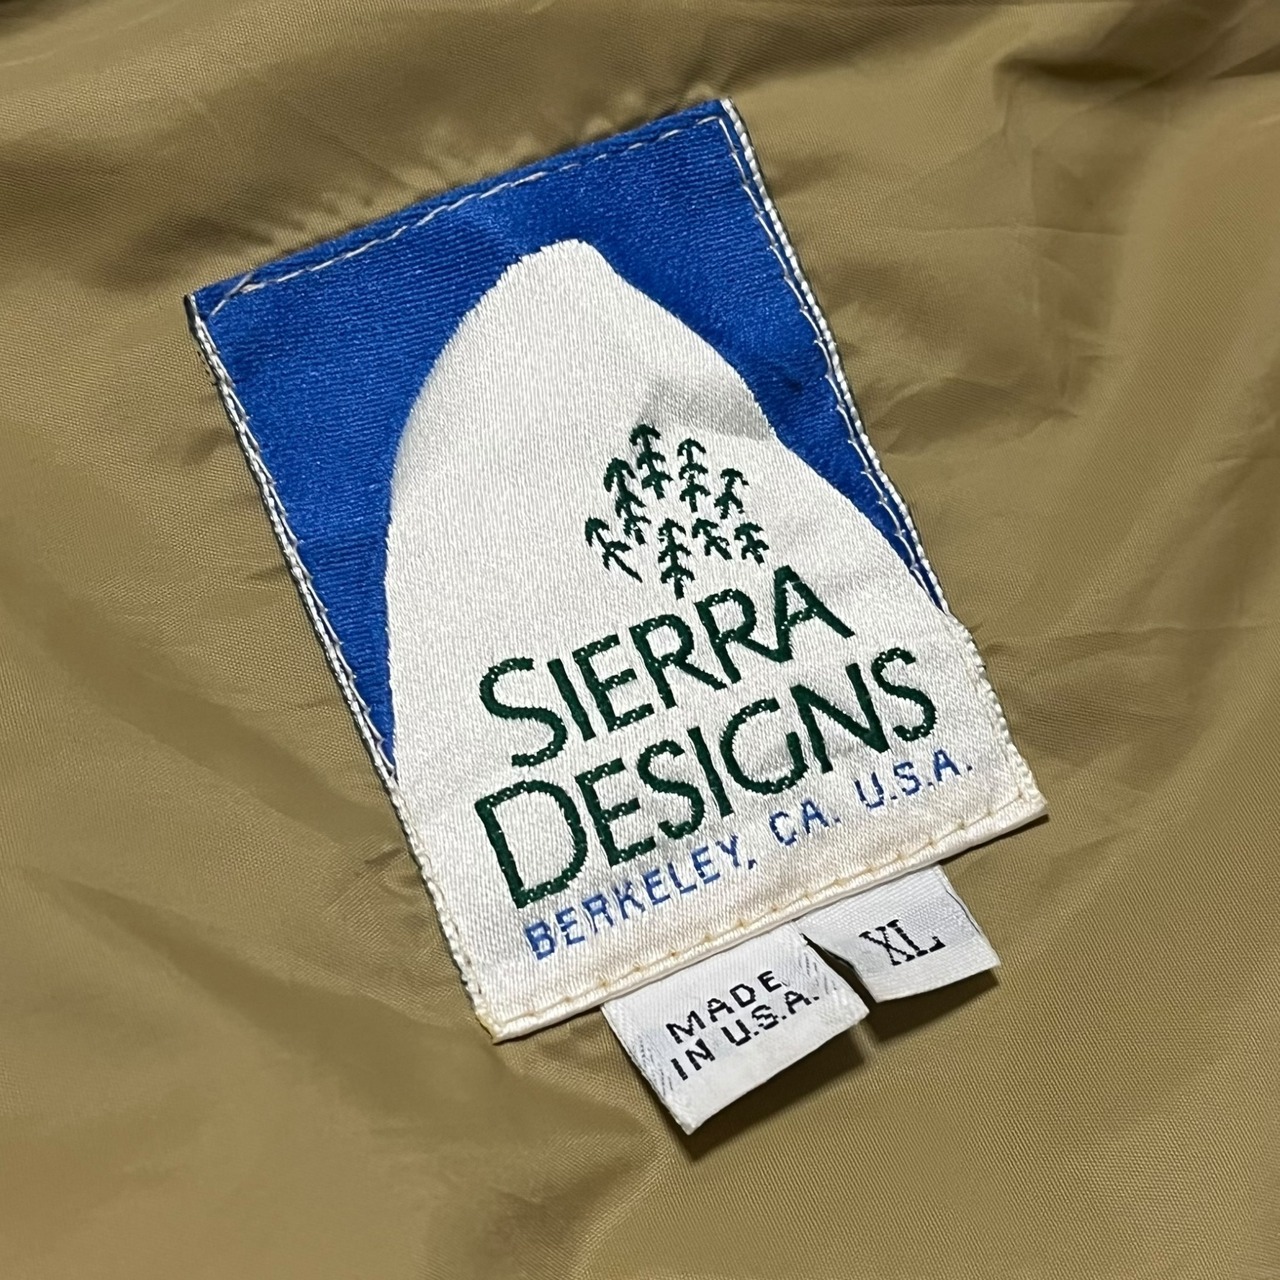 SIERRA
DESIGNS
BERKELEY, CA. U.S.A.
XL
MADE
IN U.S.A.